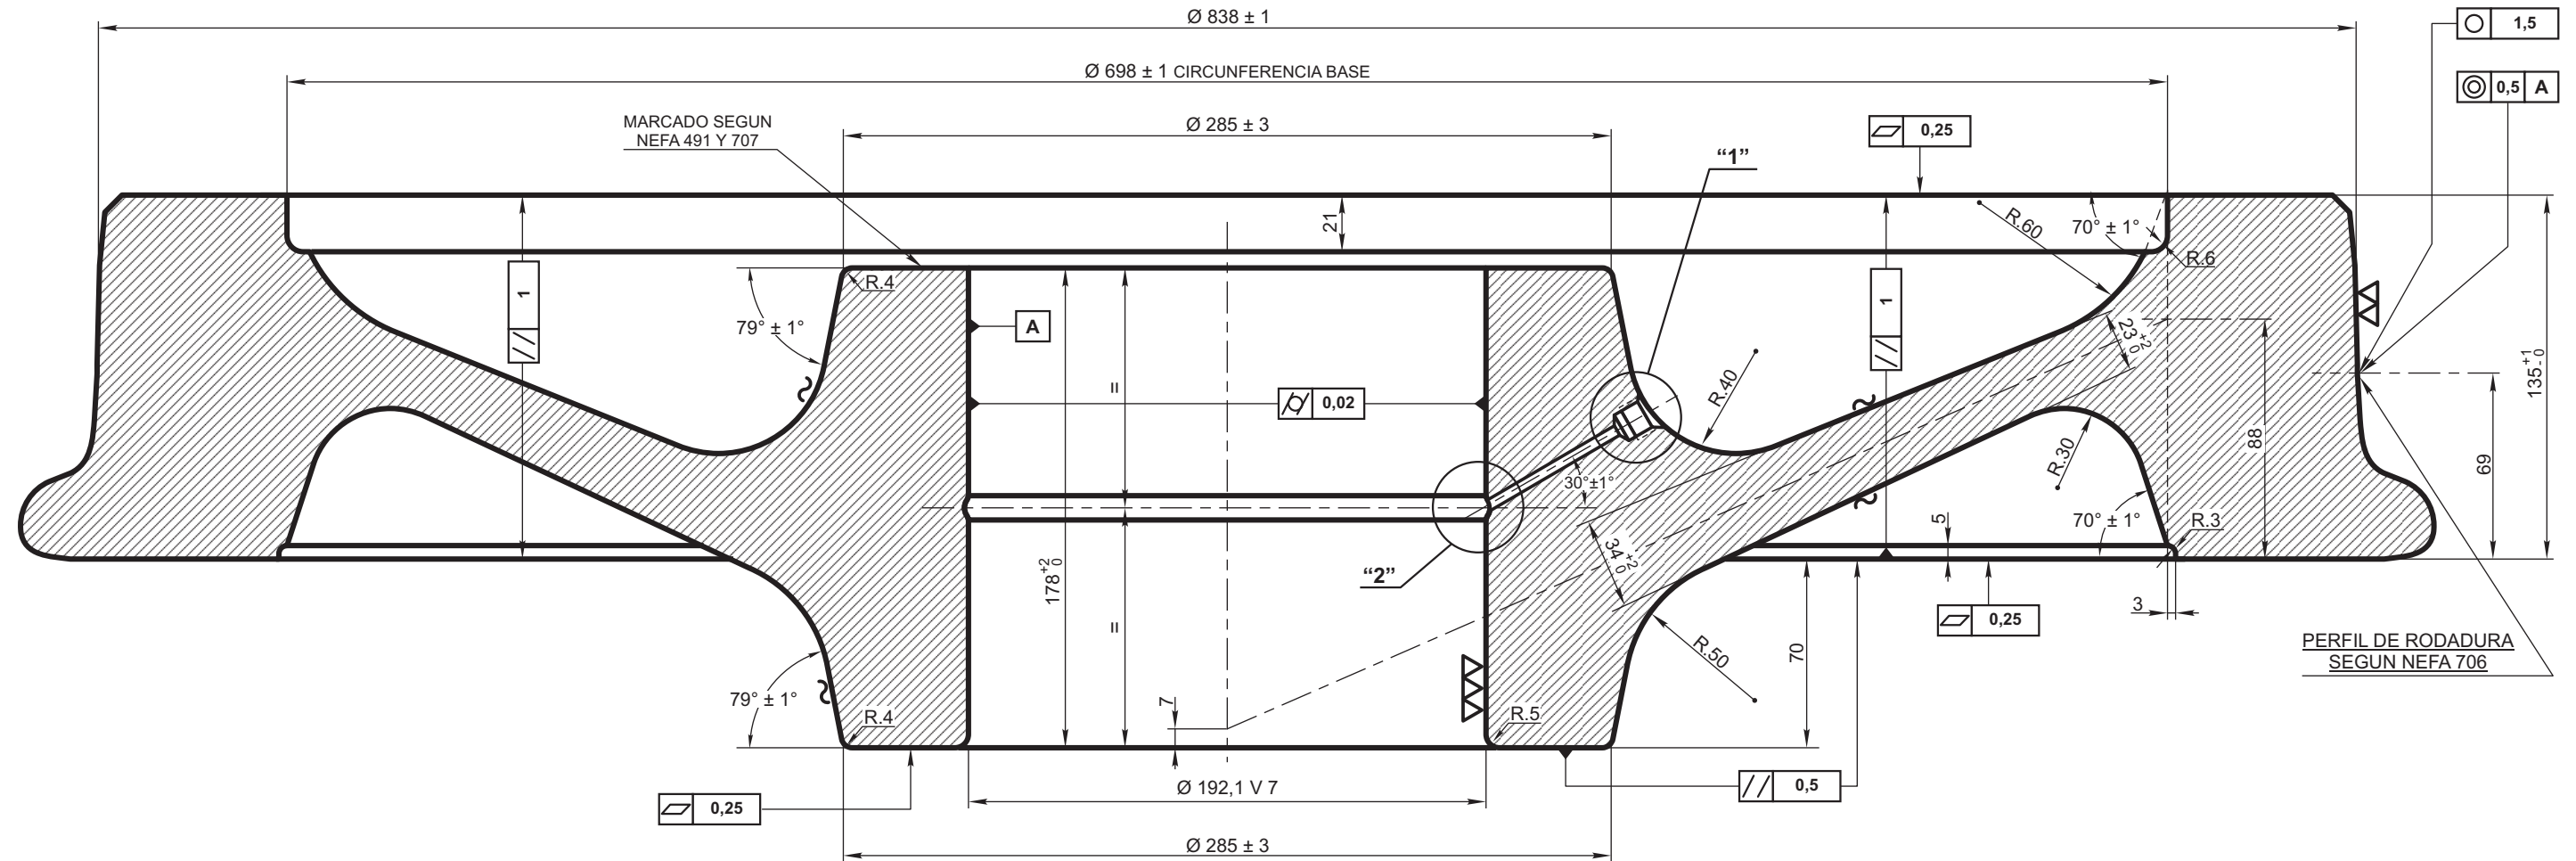 Ø 838 ± 1
1,5
Ø 698 ± 1 CIRCUNFERENCIA BASE
0,5 A
MARCADO SEGUN
NEFA 491 Y 707
Ø 285 ± 3
0,25
“1”
21
R.60
70° ± 1°
R.6
R.4
79° ± 1°
1
A
1
23 +2 0
135 +1 -0
R.40
0,02
=
88
R.30
69
30°±1°
34 +2 0
5
70° ± 1°
R.3
“2”
178 +2 0
=
3
0,25
PERFIL DE RODADURA
SEGUN NEFA 706
R.50
70
79° ± 1°
R.4
7
R.5
Ø 192,1 V 7
0,5
0,25
Ø 285 ± 3